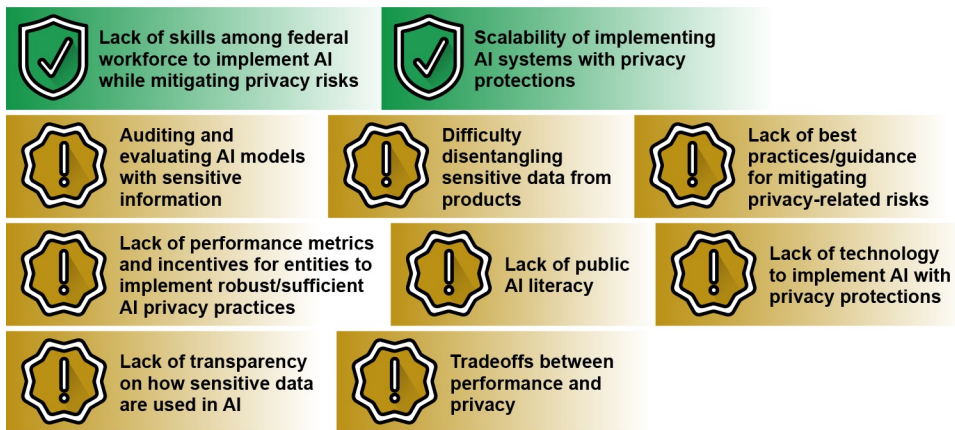 Lack of skills among federal
workforce to implement AI
while mitigating privacy risks
Scalability of implementing
AI systems with privacy
protections
Auditing and
evaluating AI models
with sensitive
information
Difficulty
disentangling
sensitive data from
products
Lack of best
practices/guidance
for mitigating
privacy-related risks
Lack of performance metrics
and incentives for entities to
implement robust/sufficient
AI privacy practices
Lack of public
AI literacy
Lack of technology
to implement AI with
privacy protections
Lack of transparency
on how sensitive data
are used in AI
Tradeoffs between
performance and
privacy